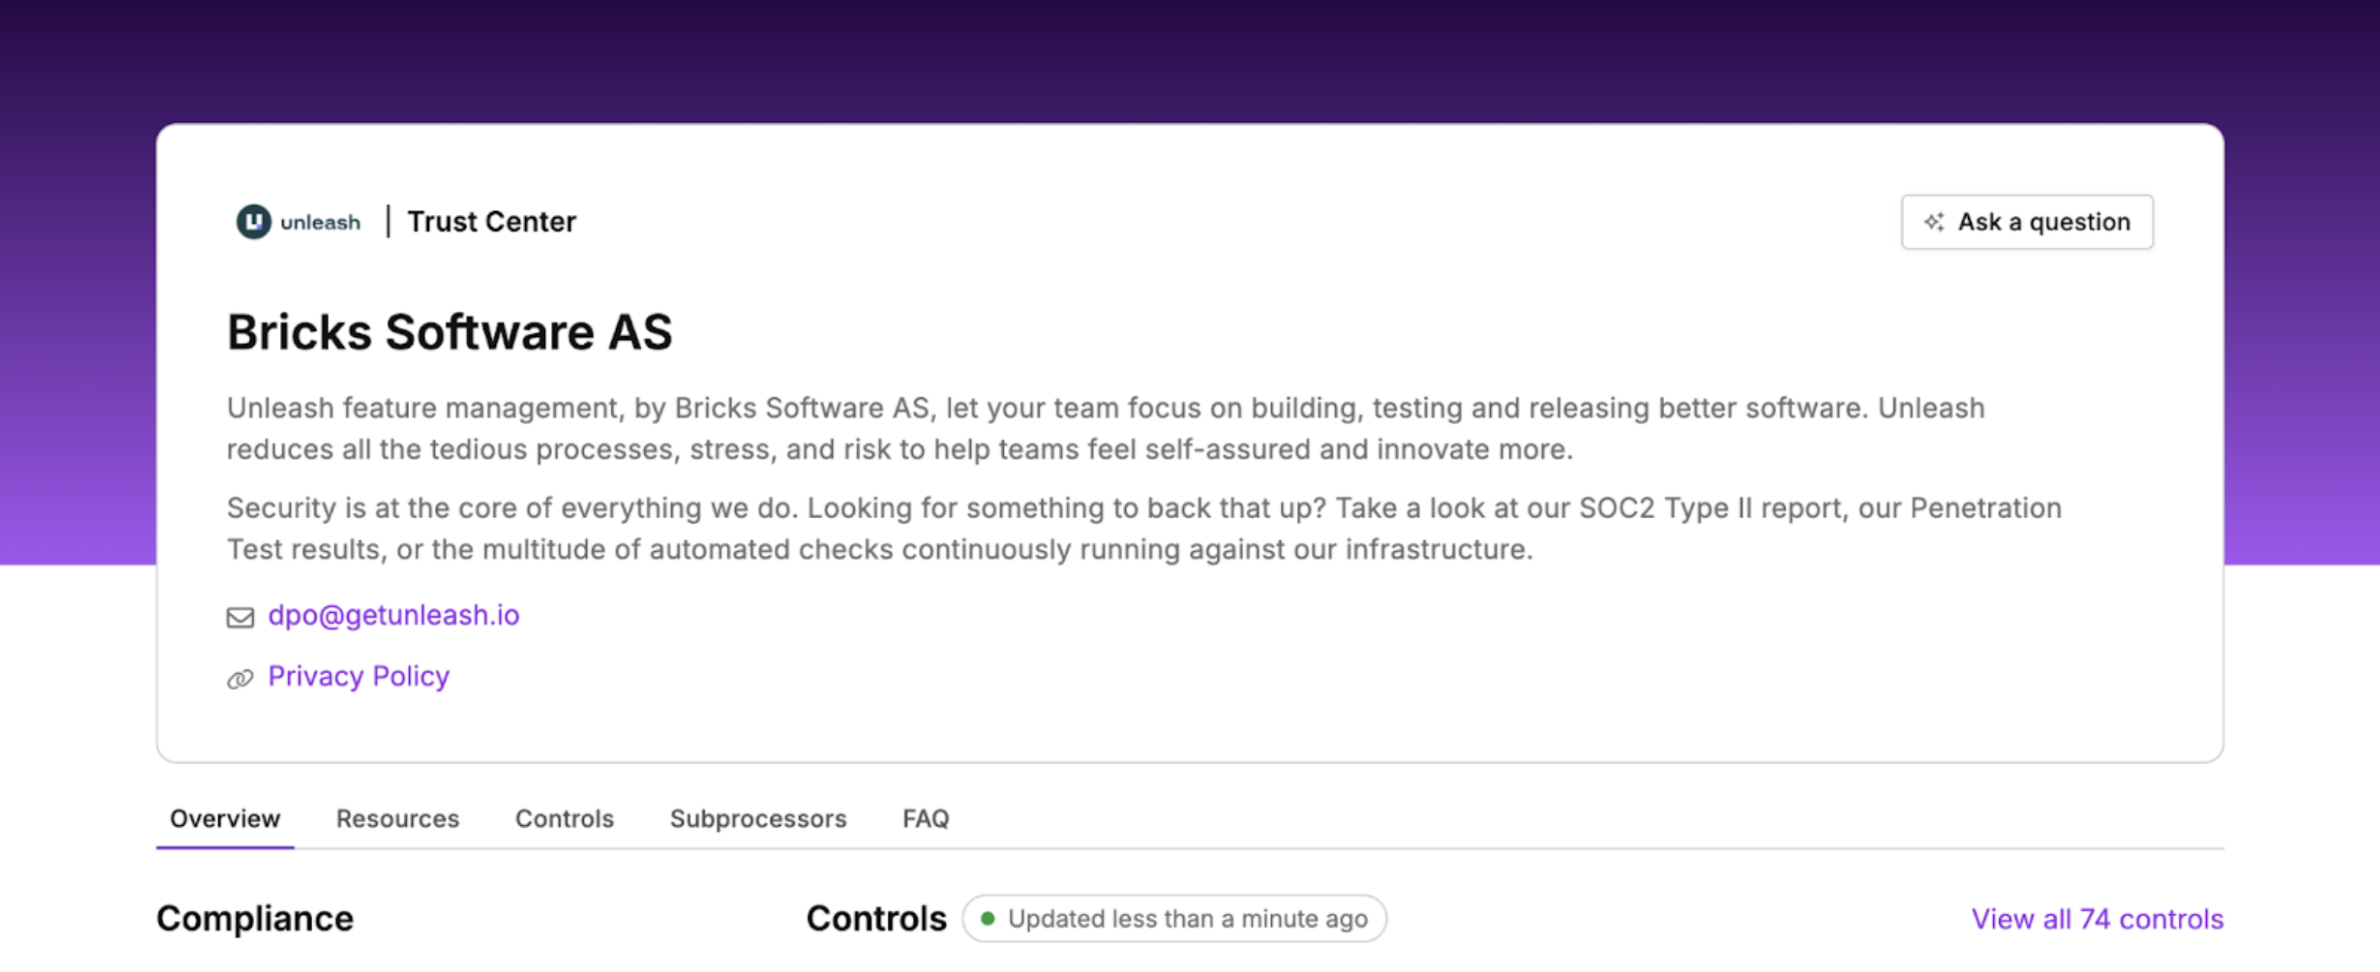 unleash | Trust Center
Ask a question
Bricks Software AS
Unleash feature management, by Bricks Software AS, let your team focus on building, testing and releasing better software. Unleash
reduces all the tedious processes, stress, and risk to help teams feel self-assured and innovate more.
Security is at the core of everything we do. Looking for something to back that up? Take a look at our SOC2 Type II report, our Penetration
Test results, or the multitude of automated checks continuously running against our infrastructure.
dpo@getunleash.io
Privacy Policy
Overview Resources Controls Subprocessors FAQ
Compliance
Controls Updated less than a minute ago
View all 74 controls